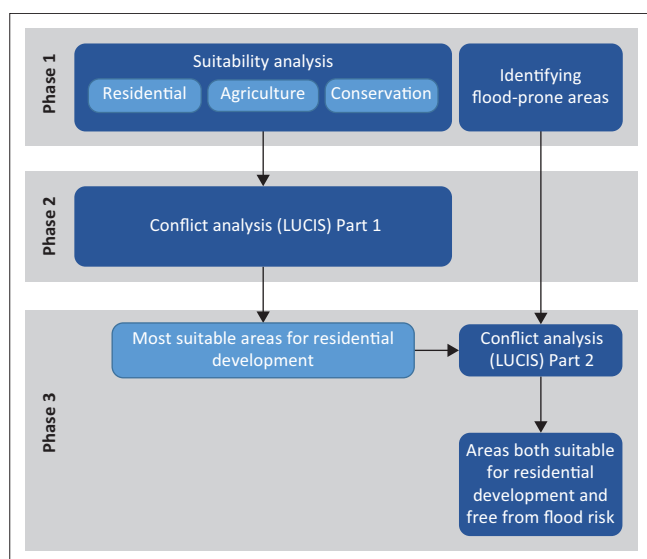 Phase 1
Suitability analysis
Residential
Agriculture
Conservation
Identifying
flood-prone areas
Phase 2
Conflict analysis (LUCIS) Part 1
Phase 3
Most suitable areas for residential
development
Conflict analysis
(LUCIS) Part 2
Areas both suitable
for residential
development and
free from flood risk